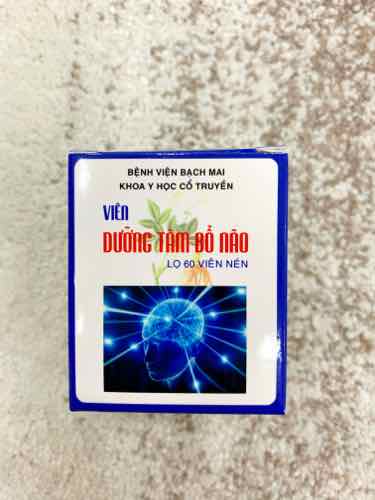 BỆNH VIỆN BẠCH MAI
KHOA Y HỌC CỔ TRUYỀN
VIÊN
DƯỠNG TÂM BỔ NÃO
LỌ 60 VIÊN NÉN